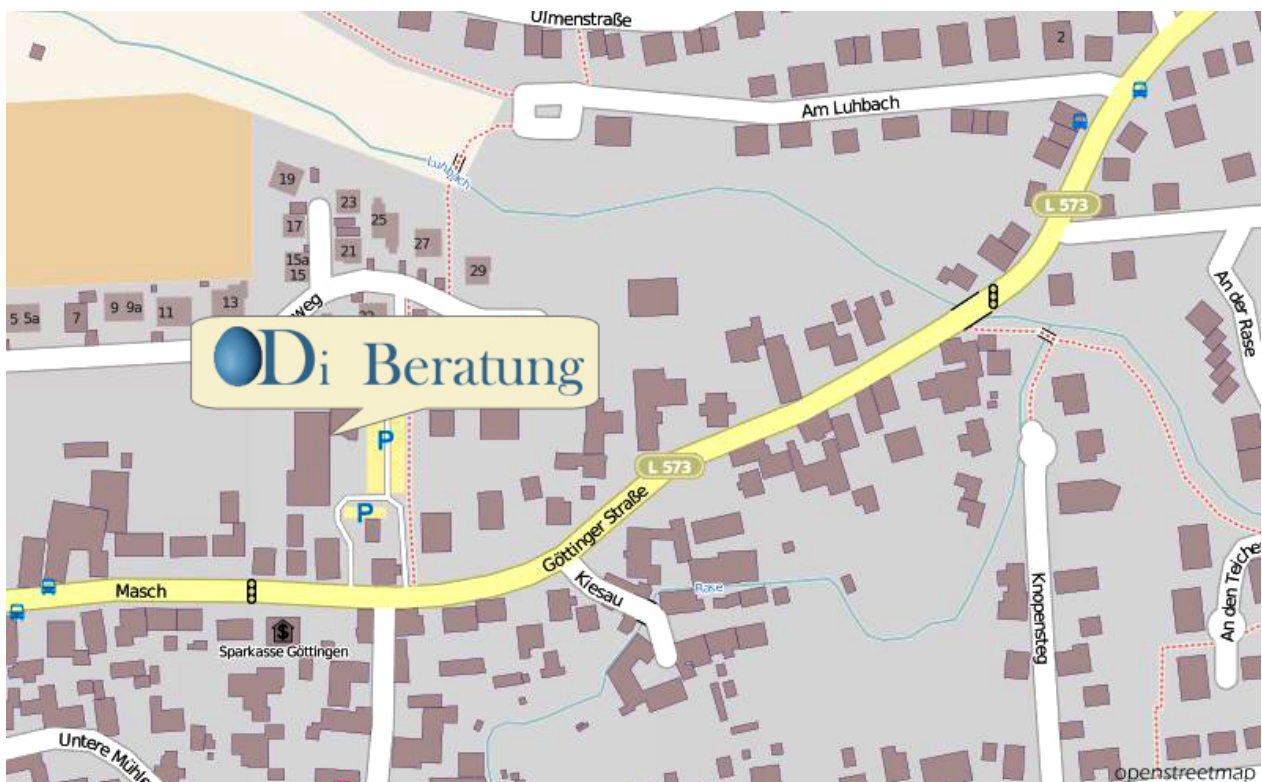 Ulmenstraße
2
Am Luhbach
Luhbach
19
23
17
25
L 573
27
21
15a
15
29
An der Rase
13
9 9a
11
5 5a
7
weg
ODi Beratung
P
L 573
P
Göttinger Straße
Masch
Kiesau
Rase
Knopensteg
An den Teiche
$
Sparkasse Göttingen
Untere Mühle
openstreetmap